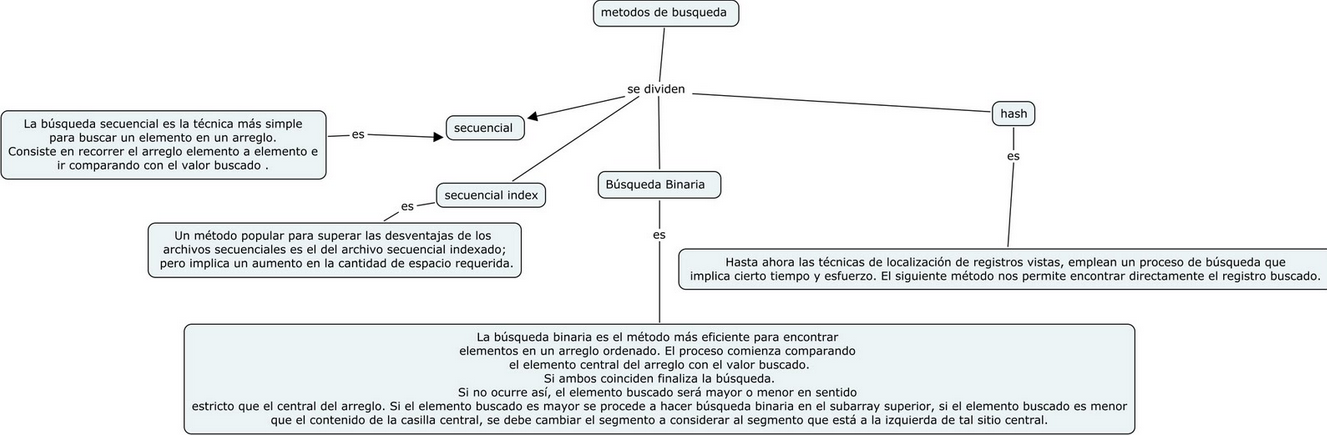 metodos de busqueda
se dividen
secuencial
hash
La búsqueda secuencial es la técnica más simple
para buscar un elemento en un arreglo.
Consiste en recorrer el arreglo elemento a elemento e
ir comparando con el valor buscado .
es
es
secuencial index
Búsqueda Binaria
es
Un método popular para superar las desventajas de los
archivos secuenciales es el del archivo secuencial indexado;
pero implica un aumento en la cantidad de espacio requerida.
es
Hasta ahora las técnicas de localización de registros vistas, emplean un proceso de búsqueda que
implica cierto tiempo y esfuerzo. El siguiente método nos permite encontrar directamente el registro buscado.
La búsqueda binaria es el método más eficiente para encontrar
elementos en un arreglo ordenado. El proceso comienza comparando
el elemento central del arreglo con el valor buscado.
Si ambos coinciden finaliza la búsqueda.
Si no ocurre así, el elemento buscado será mayor o menor en sentido
estricto que el central del arreglo. Si el elemento buscado es mayor se procede a hacer búsqueda binaria en el subarray superior, si el elemento buscado es menor
que el contenido de la casilla central, se debe cambiar el segmento a considerar al segmento que está a la izquierda de tal sitio central.